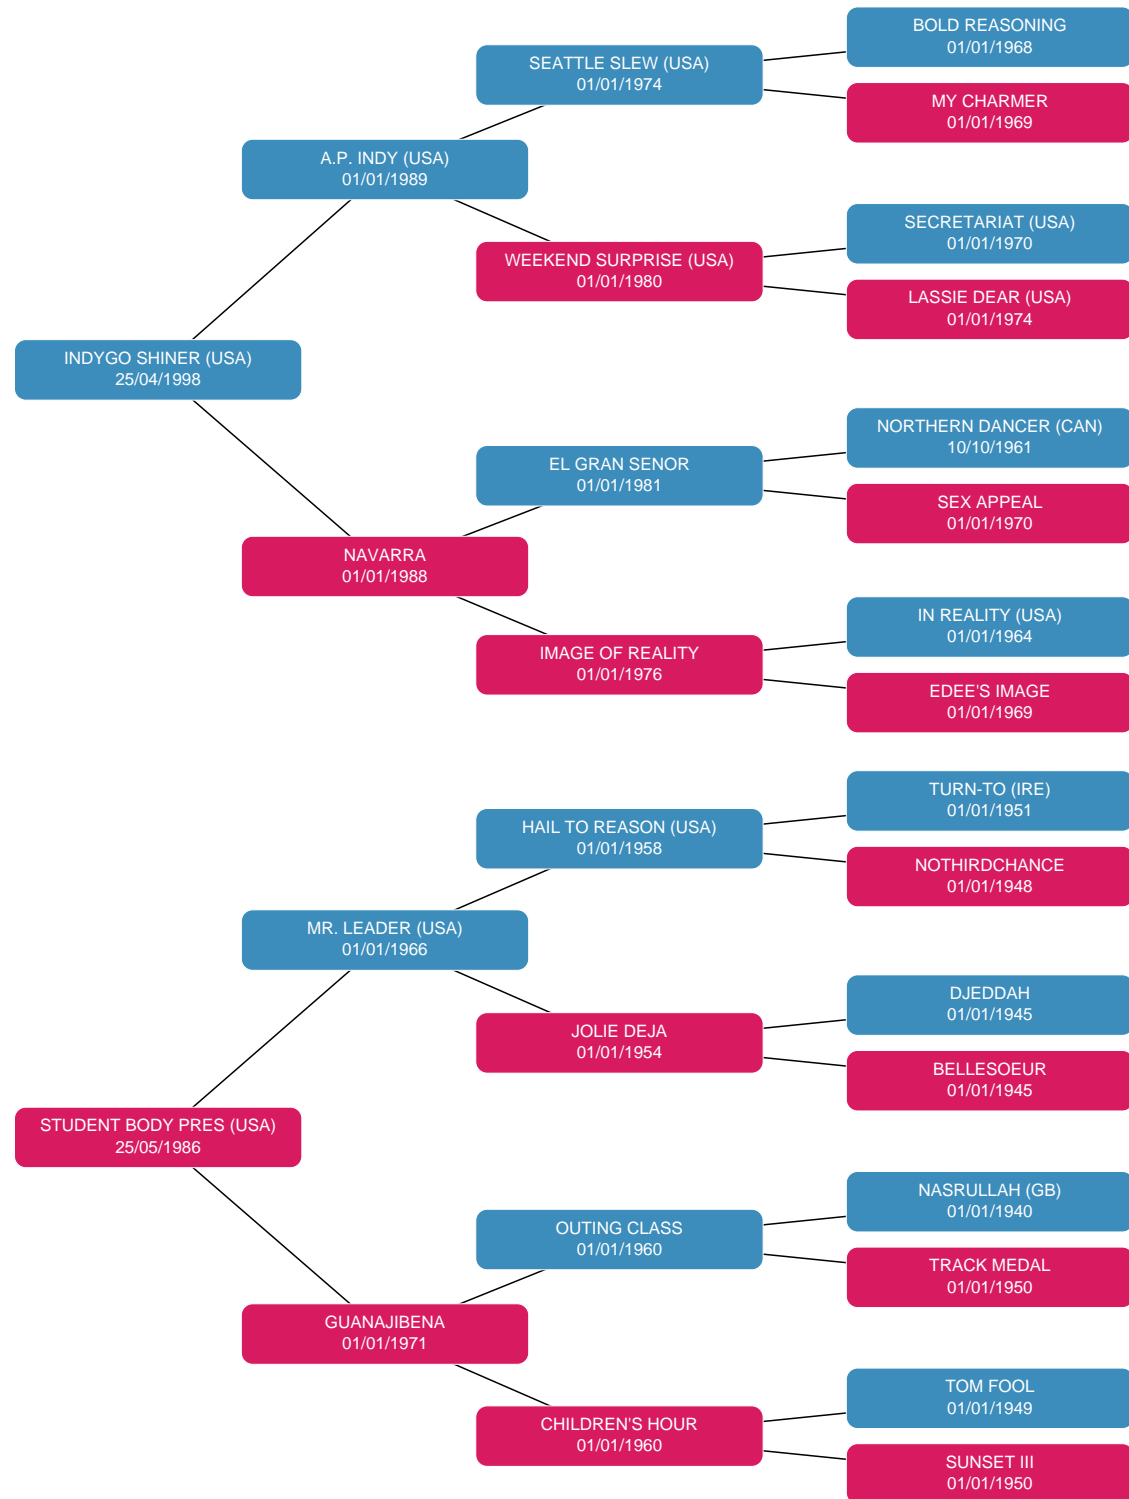 BOLD REASONING
01/01/1968
SEATTLE SLEW (USA)
01/01/1974
MY CHARMER
01/01/1969
A.P. INDY (USA)
01/01/1989
SECRETARIAT (USA)
01/01/1970
WEEKEND SURPRISE (USA)
01/01/1980
LASSIE DEAR (USA)
01/01/1974
INDYGO SHINER (USA)
25/04/1998
NORTHERN DANCER (CAN)
10/10/1961
EL GRAN SENOR
01/01/1981
SEX APPEAL
01/01/1970
NAVARRA
01/01/1988
IN REALITY (USA)
01/01/1964
IMAGE OF REALITY
01/01/1976
EDEE'S IMAGE
01/01/1969
TURN-TO (IRE)
01/01/1951
HAIL TO REASON (USA)
01/01/1958
NOTHIRDCHANCE
01/01/1948
MR. LEADER (USA)
01/01/1966
DJEDDAH
01/01/1945
JOLIE DEJA
01/01/1954
BELLESOEUR
01/01/1945
STUDENT BODY PRES (USA)
25/05/1986
NASRULLAH (GB)
01/01/1940
OUTING CLASS
01/01/1960
TRACK MEDAL
01/01/1950
GUANAJIBENA
01/01/1971
TOM FOOL
01/01/1949
CHILDREN'S HOUR
01/01/1960
SUNSET III
01/01/1950